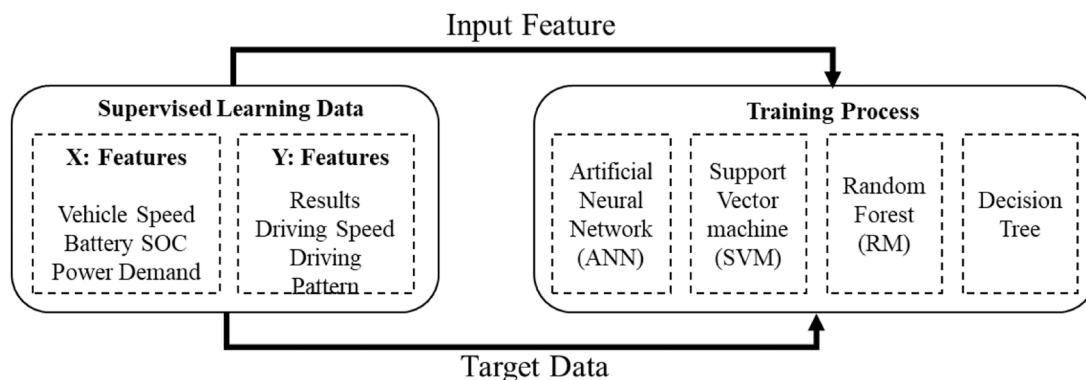 Input Feature
Supervised Learning Data
X: Features
Vehicle Speed
Battery SOC
Power Demand
Y: Features
Results
Driving Speed
Driving
Pattern
Training Process
Artificial
Neural
Network
(ANN)
Support
Vector
machine
(SVM)
Random
Forest
(RM)
Decision
Tree
Target Data